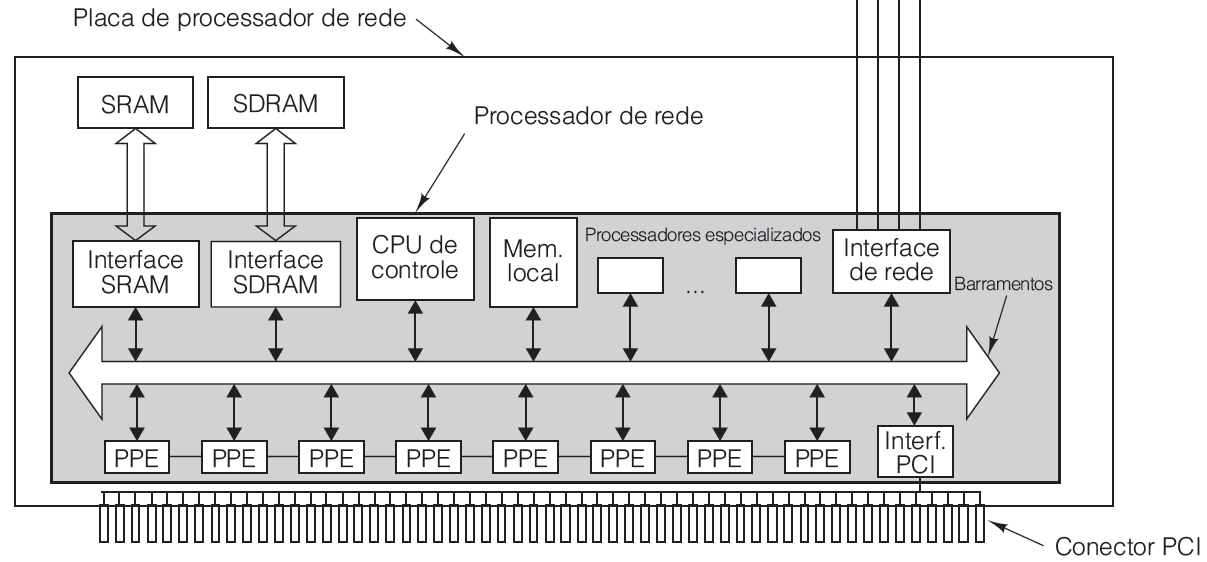 Placa de processador de rede
SRAM
SDRAM
Processador de rede
Interface
SRAM
Interface
SDRAM
CPU de
controle
Mem.
local
Processadores especializados
...
Interface
de rede
Barramentos
PPE
PPE
PPE
PPE
PPE
PPE
PPE
PPE
Interf.
PCI
Conector PCI